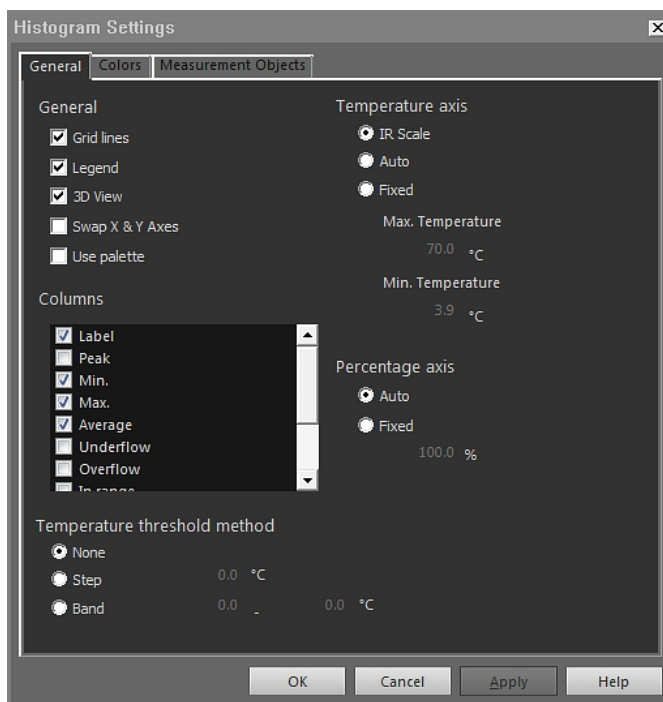 Histogram Settings
General Colors Measurement Objects
General
Grid lines
Legend
3D View
Swap X & Y Axes
Use palette
Columns
Label
Peak
Min.
Max.
Average
Underflow
Overflow
In range
Temperature threshold method
None
Step 0.0 °C
Band 0.0 - 0.0 °C
Temperature axis
IR Scale
Auto
Fixed
Max. Temperature
70.0 °C
Min. Temperature
3.9 °C
Percentage axis
Auto
Fixed
100.0 %
OK Cancel Apply Help